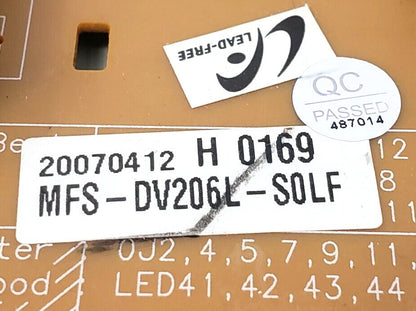 LEAD-FREE
QC
PASSED
487014
20070412 H 0169
MFS-DV206L-S0LF
12
8
11
OJ2,4,5,7,9,11,
LED41,42,43,44